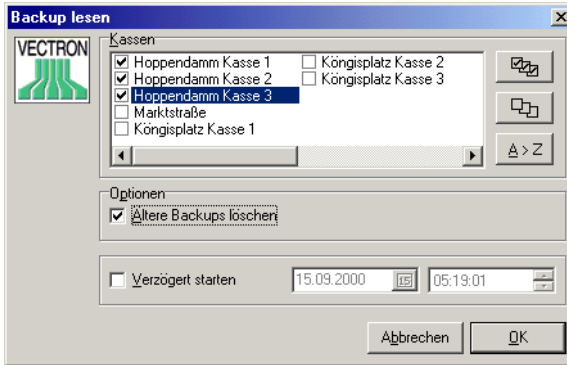 Backup lesen
VECTRON
Kassen
Hoppendamm Kasse 1
Hoppendamm Kasse 2
Hoppendamm Kasse 3
Marktstraße
Köngisplatz Kasse 1
Köngisplatz Kasse 2
Köngisplatz Kasse 3
A > Z
Optionen
Ältere Backups löschen
Verzögert starten
15.09.2000
15
05:19:01
Abbrechen
OK